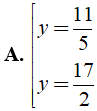 A. [ y = 11/5
y = 17/2